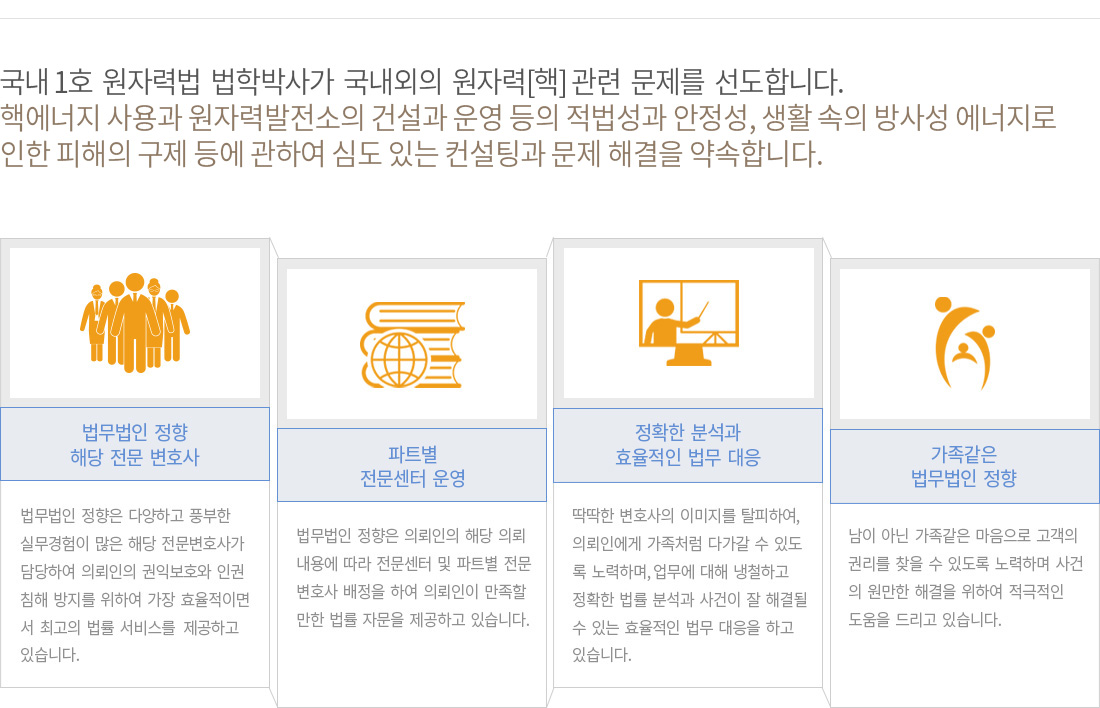 국내 1호 원자력법 법학박사가 국내외의 원자력[핵] 관련 문제를 선도합니다.
핵에너지 사용과 원자력발전소의 건설과 운영 등의 적법성과 안정성, 생활 속의 방사성 에너지로
인한 피해의 구제 등에 관하여 심도 있는 컨설팅과 문제 해결을 약속합니다.
법무법인 정향
해당 전문 변호사
법무법인 정향은 다양하고 풍부한
실무경험이 많은 해당 전문변호사가
담당하여 의뢰인의 권익보호와 인권
침해 방지를 위하여 가장 효율적이면
서 최고의 법률 서비스를 제공하고
있습니다.
파트별
전문센터 운영
법무법인 정향은 의뢰인의 해당 의뢰
내용에 따라 전문센터 및 파트별 전문
변호사 배정을 하여 의뢰인이 만족할
만한 법률 자문을 제공하고 있습니다.
정확한 분석과
효율적인 법무 대응
딱딱한 변호사의 이미지를 탈피하여,
의뢰인에게 가족처럼 다가갈 수 있도
록 노력하며, 업무에 대해 냉철하고
정확한 법률 분석과 사건이 잘 해결될
수 있는 효율적인 법무 대응을 하고
있습니다.
가족같은
법무법인 정향
남이 아닌 가족같은 마음으로 고객의
권리를 찾을 수 있도록 노력하며 사건
의 원만한 해결을 위하여 적극적인
도움을 드리고 있습니다.